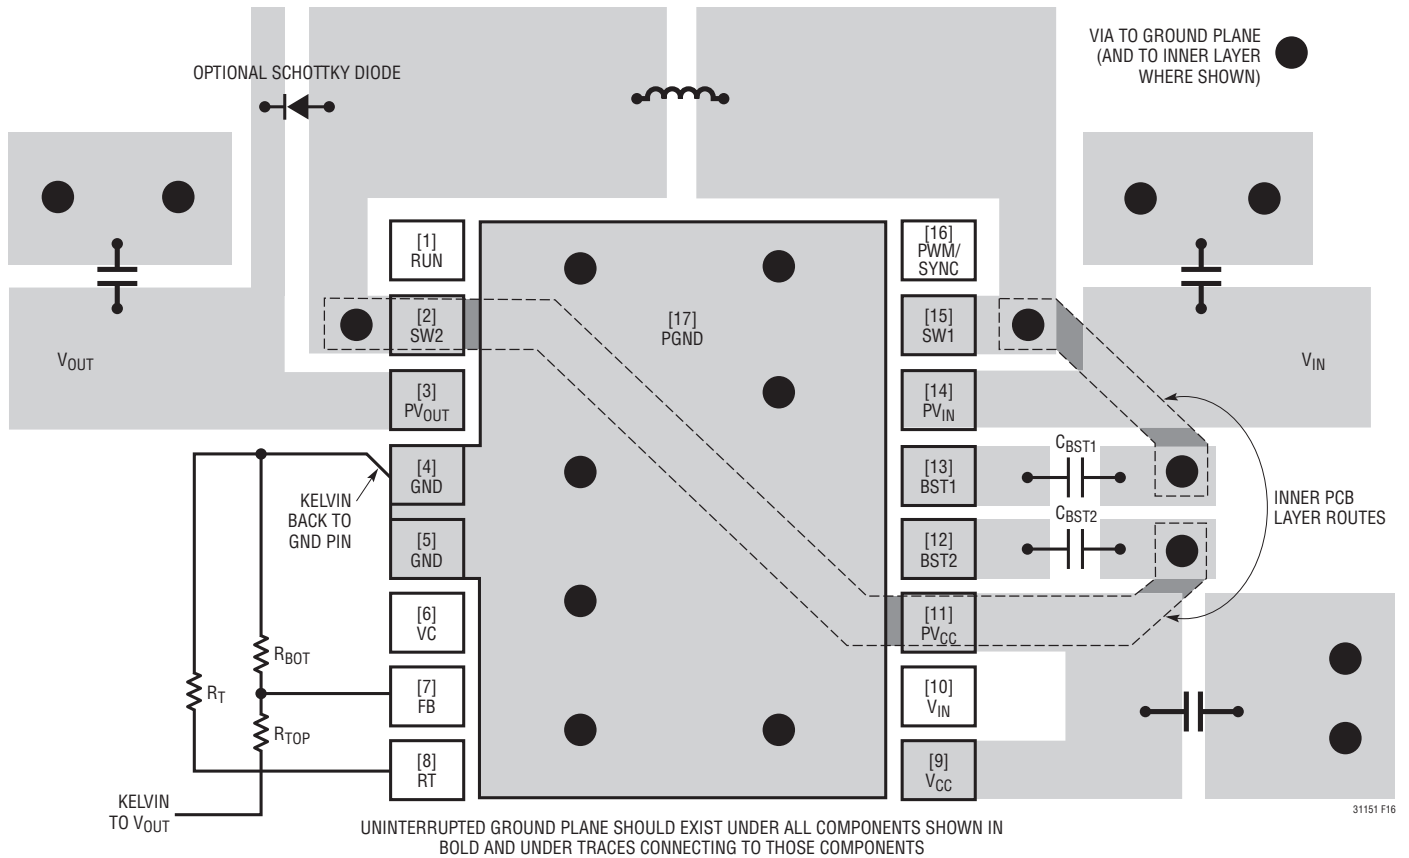 VIA TO GROUND PLANE
(AND TO INNER LAYER
WHERE SHOWN)
OPTIONAL SCHOTTKY DIODE
[1]
RUN
[16]
PWM/
SYNC
[17]
PGND
[2]
SW2
[15]
SW1
VOUT
VIN
[3]
PVOUT
[14]
PVIN
CBST1
[4]
GND
[13]
BST1
KELVIN
BACK TO
GND PIN
INNER PCB
LAYER ROUTES
CBST2
[5]
GND
[12]
BST2
[6]
VC
[11]
PVCC
RBOT
RT
[7]
FB
[10]
VIN
RTOP
[8]
RT
[9]
VCC
KELVIN
TO VOUT
31151 F16
UNINTERRUPTED GROUND PLANE SHOULD EXIST UNDER ALL COMPONENTS SHOWN IN
BOLD AND UNDER TRACES CONNECTING TO THOSE COMPONENTS